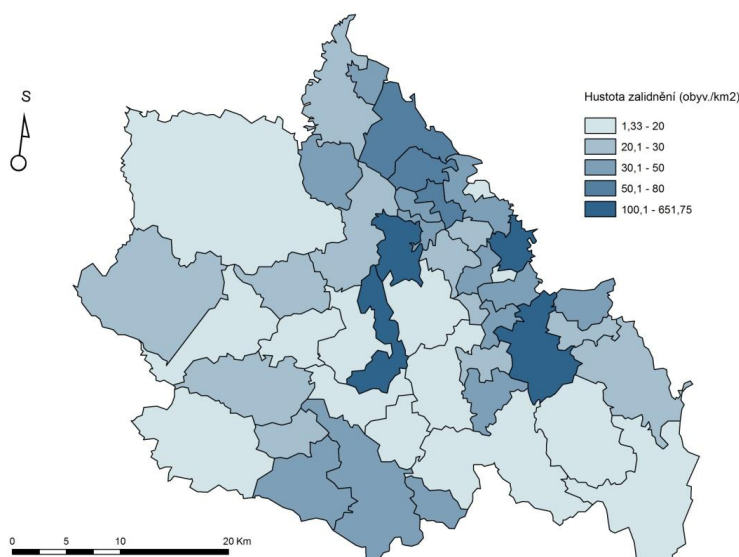 S
Hustota zalidnění (obyv./km2)
1,33 - 20
20,1 - 30
30,1 - 50
50,1 - 80
100,1 - 651,75
0 5 10 20 Km